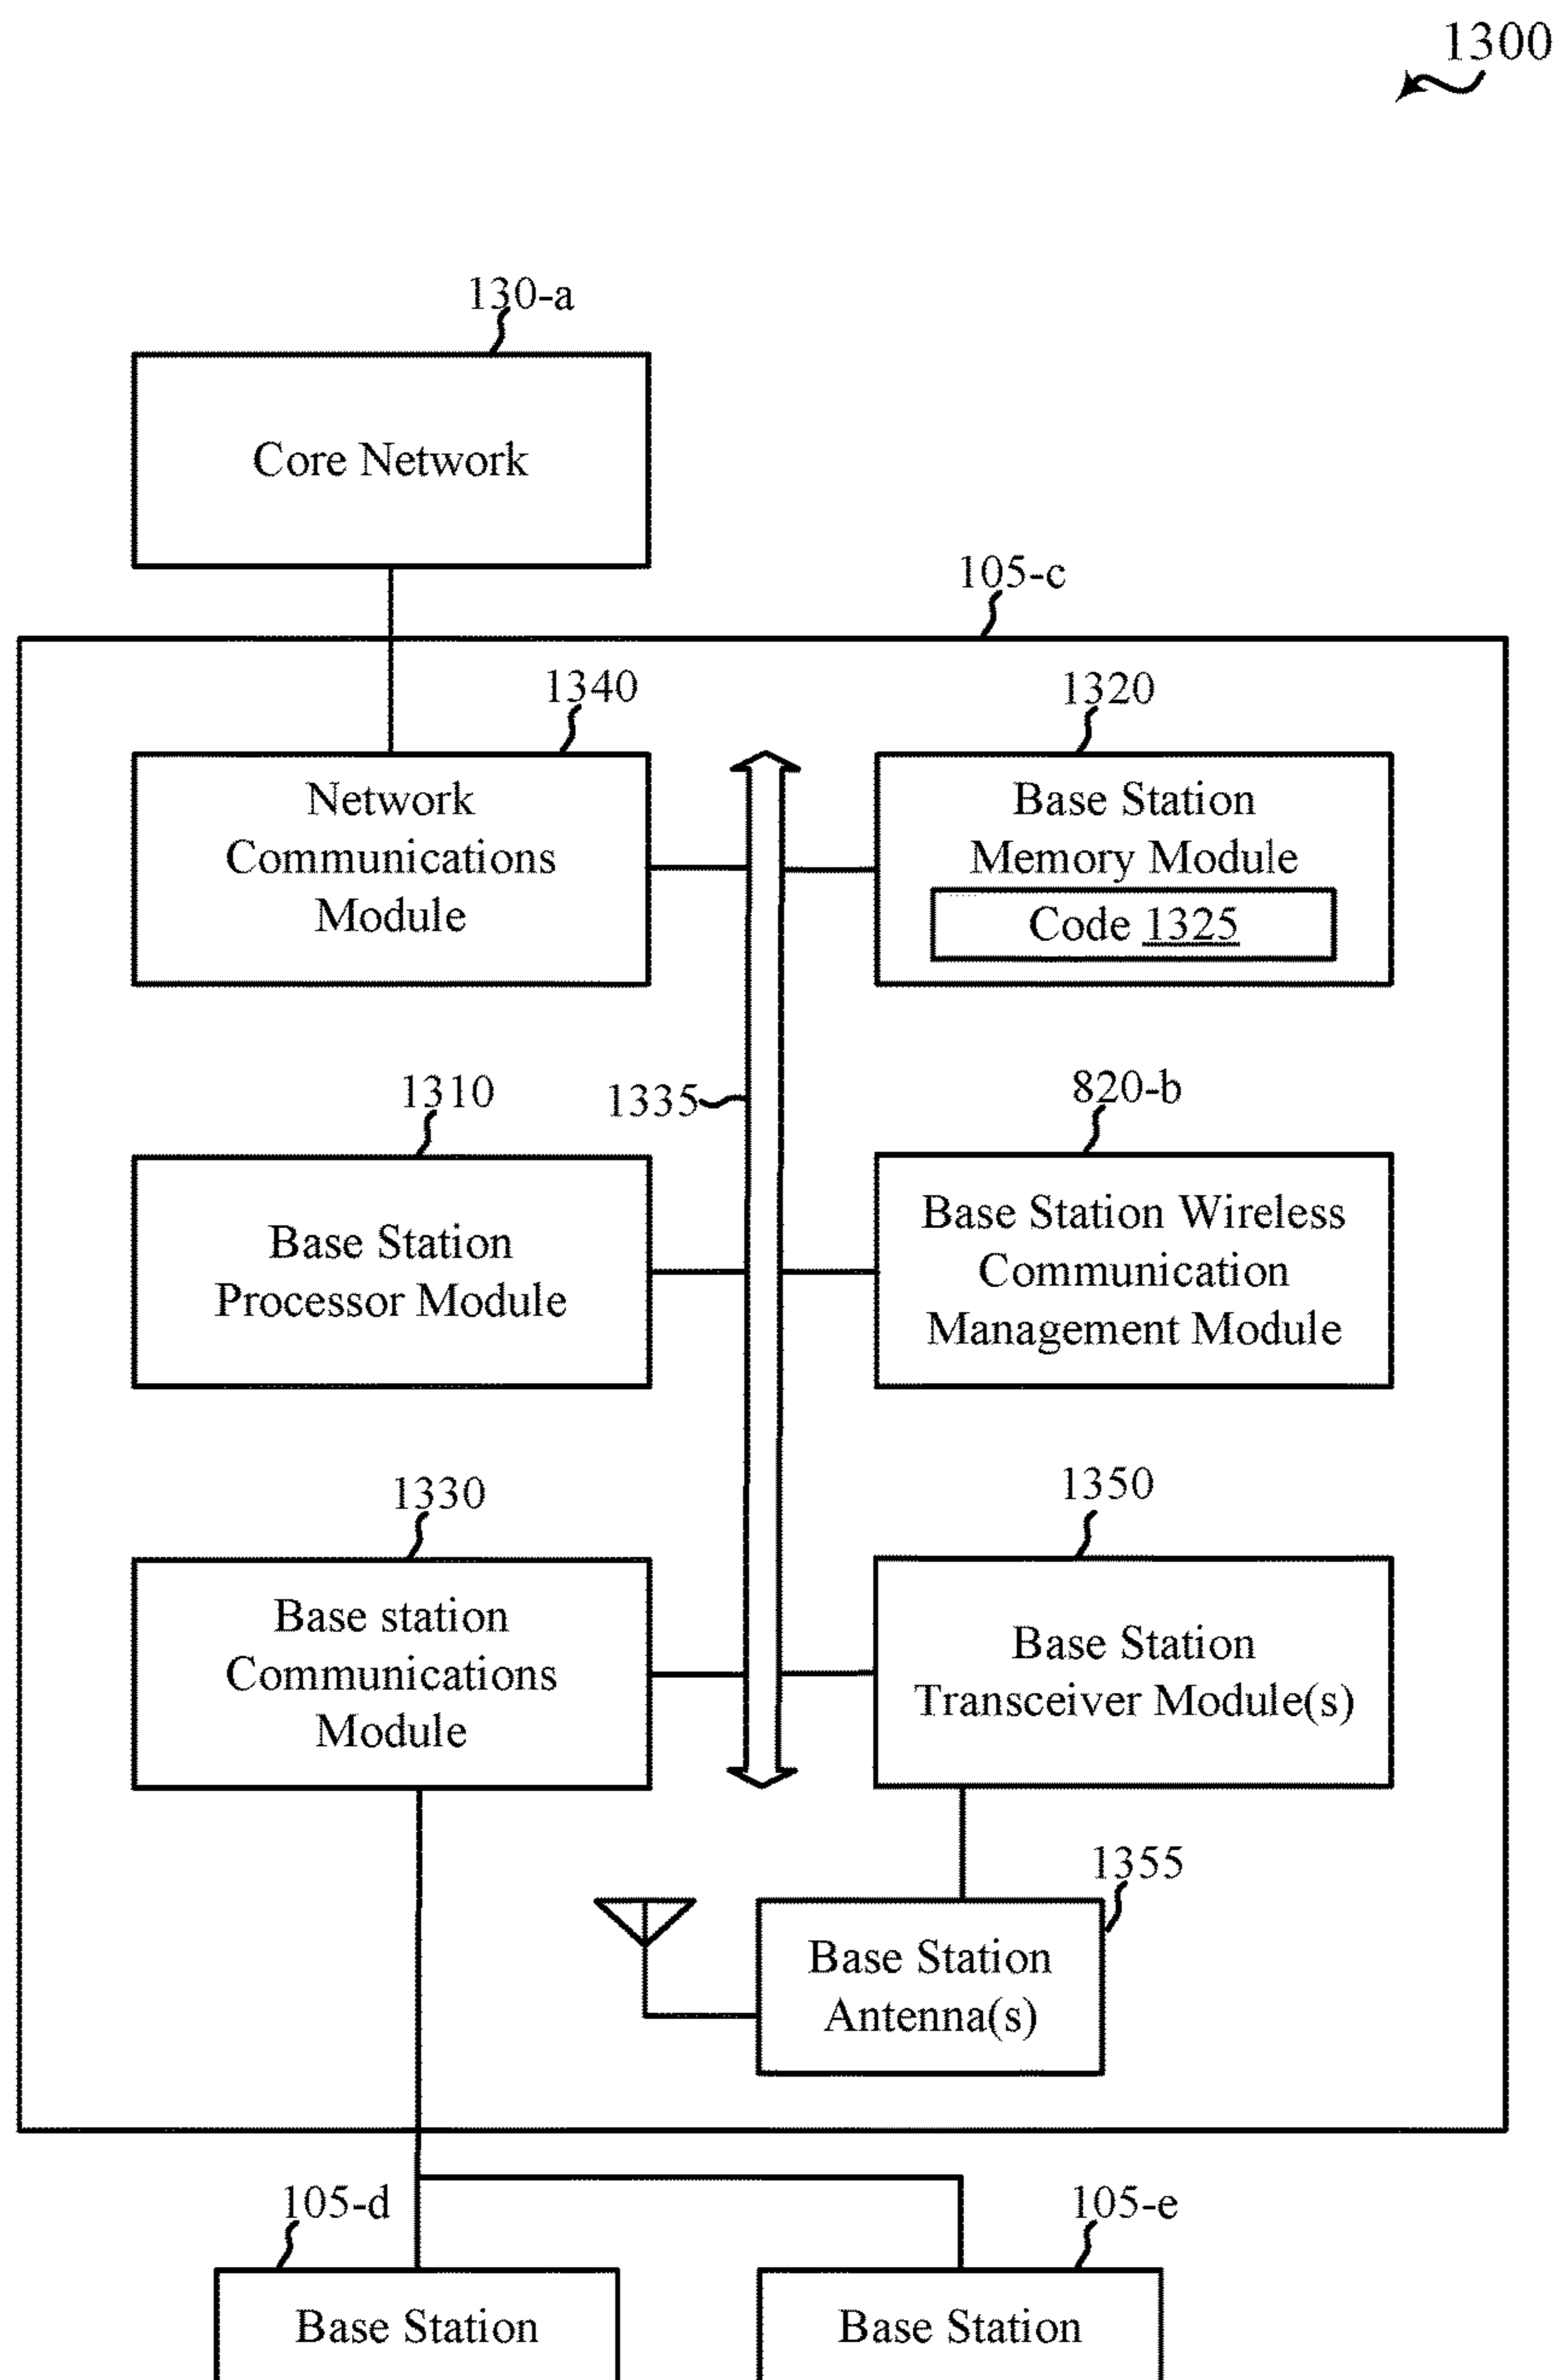 1300
130-a
Core Network
105-c
1340
1320
Network
Communications
Module
Base Station
Memory Module
Code 1325
1310
1335
820-b
Base Station
Processor Module
Base Station Wireless
Communication
Management Module
1330
1350
Base station
Communications
Module
Base Station
Transceiver Module(s)
1355
Base Station
Antenna(s)
105-d
105-e
Base Station
Base Station